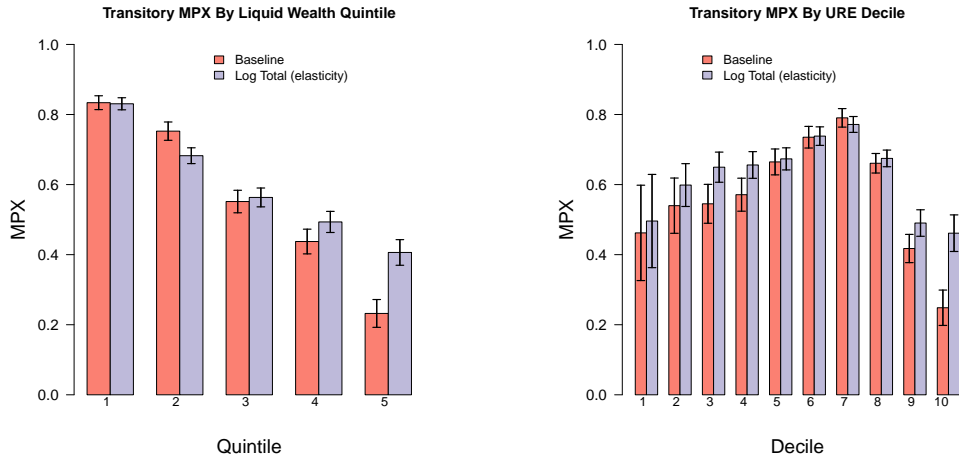 Transitory MPX By Liquid Wealth Quintile
1.0
0.8
0.6
0.4
0.2
0.0
MPX
Baseline
Log Total (elasticity)
1 2 3 4 5
Quintile
Transitory MPX By URE Decile
1.0
0.8
0.6
0.4
0.2
0.0
MPX
Baseline
Log Total (elasticity)
1 2 3 4 5 6 7 8 9 10
Decile